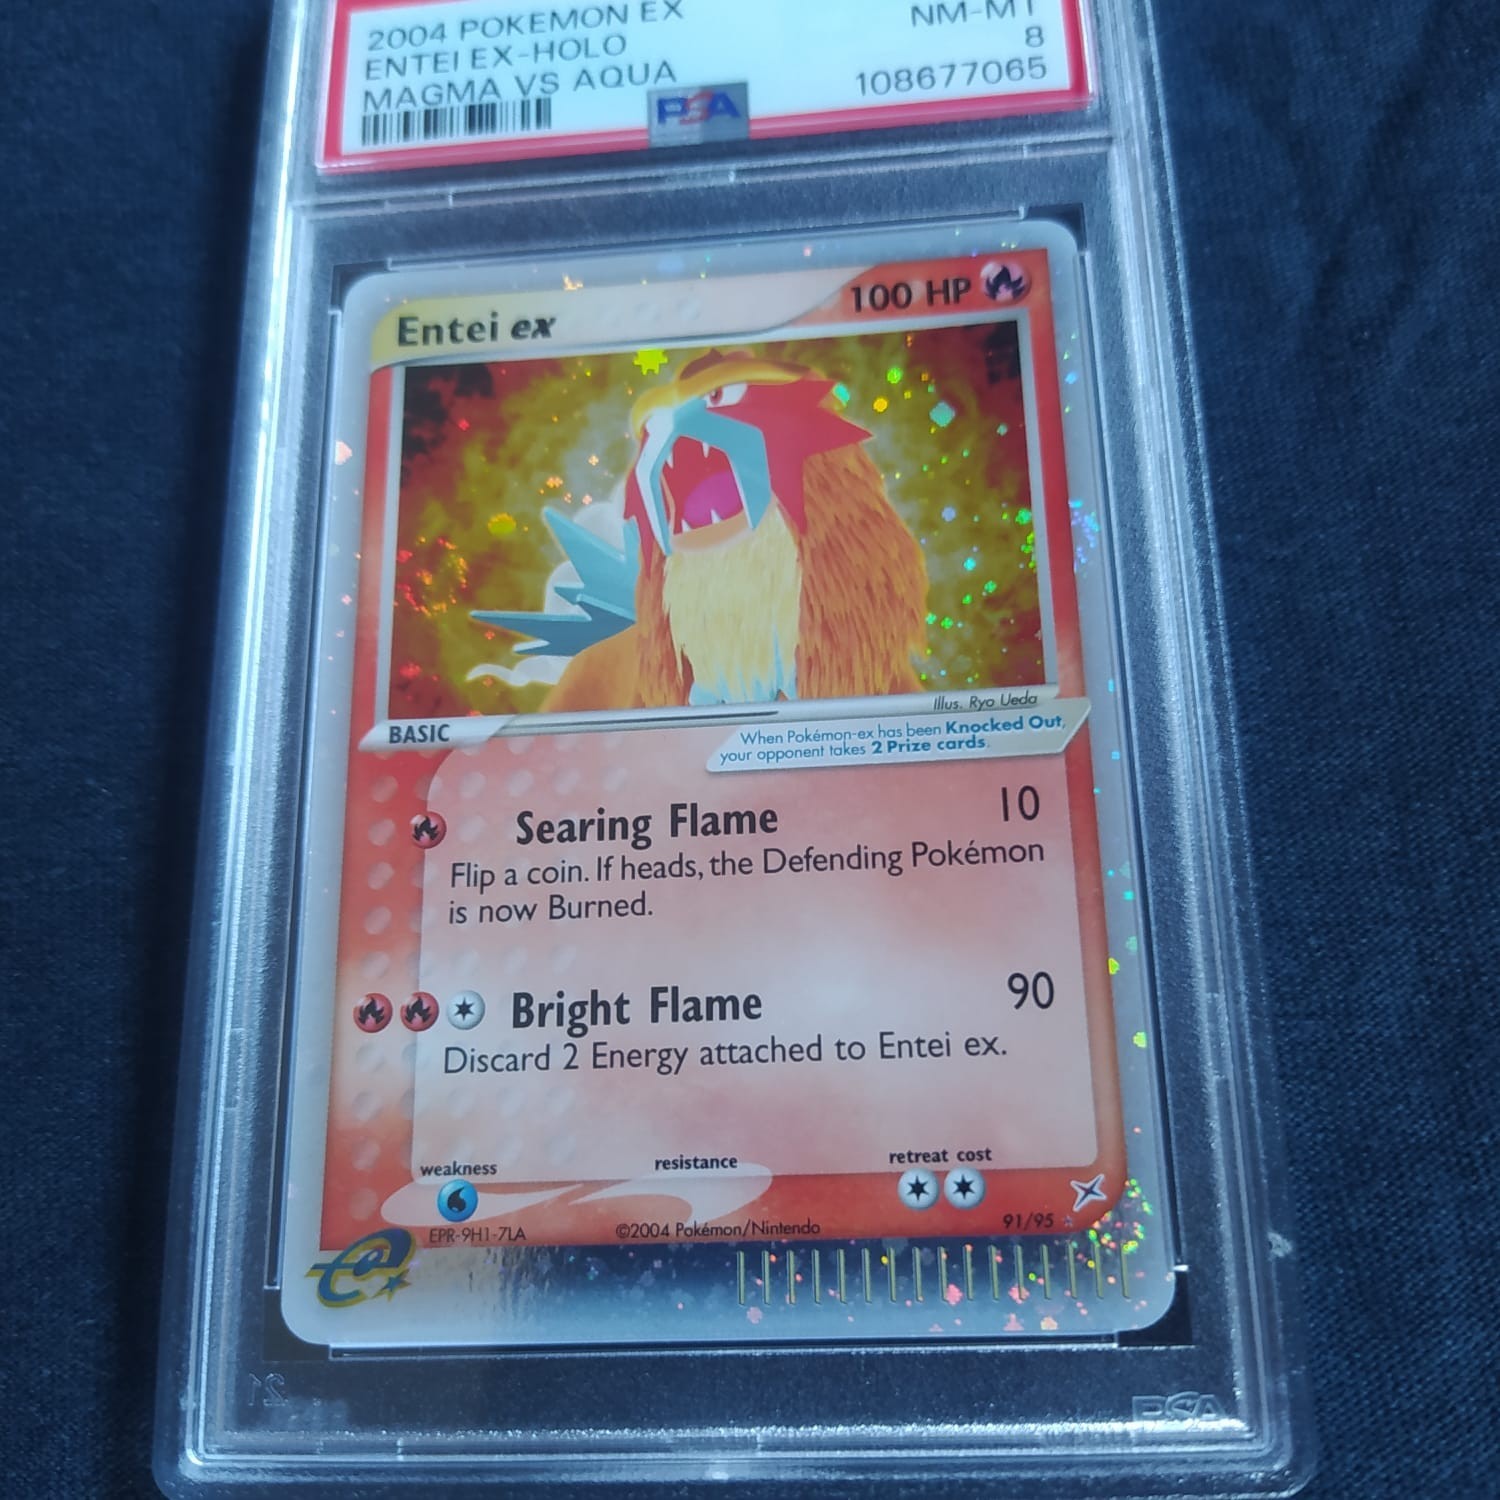 2004 POKEMON EX
NM-MT
ENTEI EX-HOLO
8
MAGMA VS AQUA
108677065
PSA
Entei ex
100 HP
Illus. Ryo Ueda
BASIC
When Pokémon-ex has been Knocked Out,
your opponent takes 2 Prize cards.
Searing Flame
10
Flip a coin. If heads, the Defending Pokémon
is now Burned.
Bright Flame
90
Discard 2 Energy attached to Entei ex.
weakness
resistance
retreat cost
EPR-9H1-7LA
©2004 Pokémon/Nintendo
91/95
e
PSA